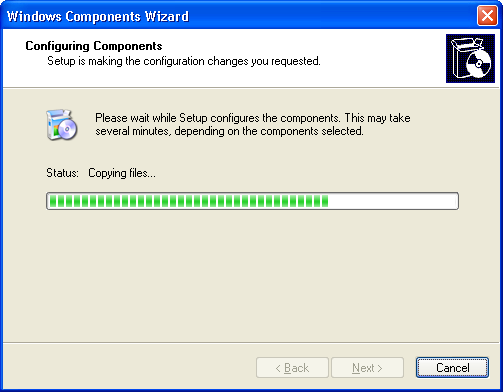 Windows Components Wizard
Configuring Components
Setup is making the configuration changes you requested.
Please wait while Setup configures the components. This may take
several minutes, depending on the components selected.
Status: Copying files...
< Back Next > Cancel